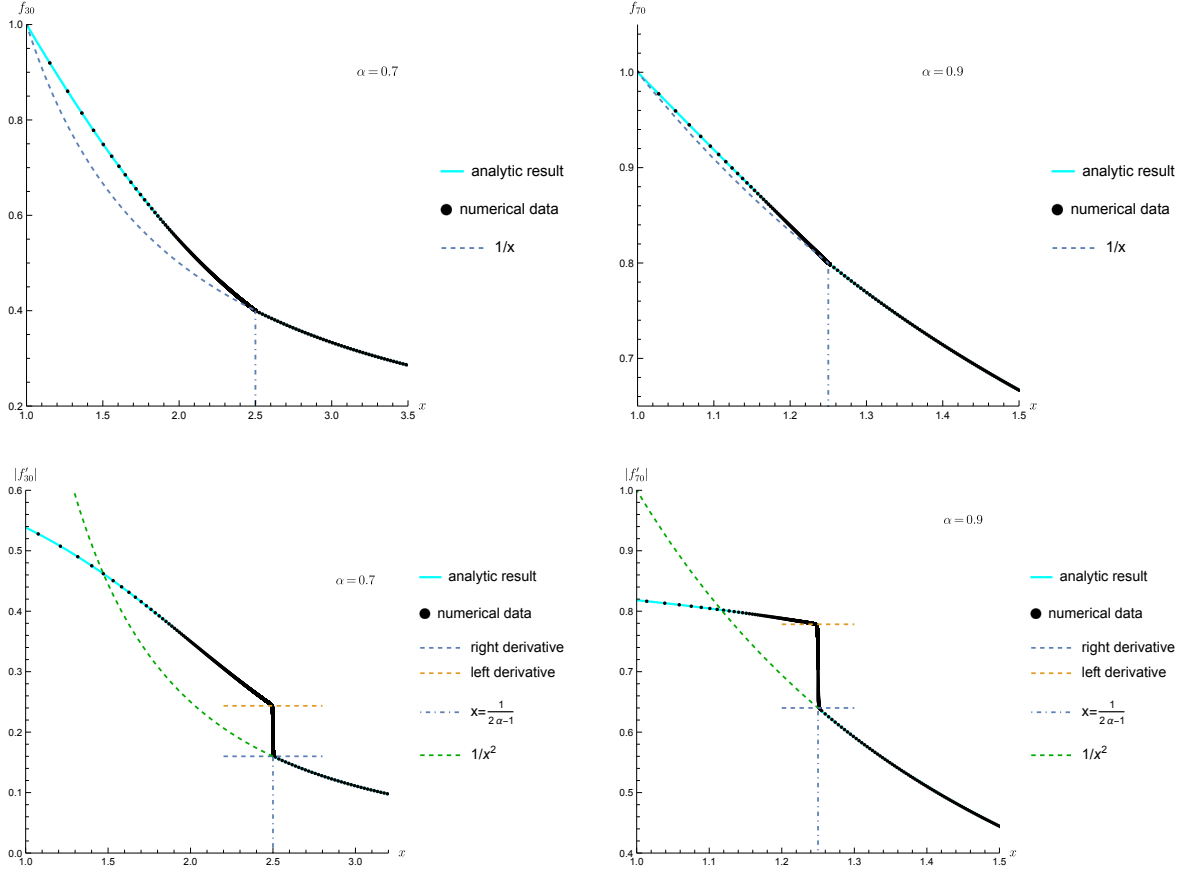 f₃₀
1.0
0.8
0.6
0.4
0.2
1.0 1.5 2.0 2.5 3.0 3.5 x
α = 0.7
analytic result
numerical data
1/x
f₇₀
1.0
0.9
0.8
0.7
1.0 1.1 1.2 1.3 1.4 1.5 x
α = 0.9
analytic result
numerical data
1/x
|f′₃₀|
0.6
0.5
0.4
0.3
0.2
0.1
0.0
1.0 1.5 2.0 2.5 3.0 x
α = 0.7
analytic result
numerical data
right derivative
left derivative
x=1/(2α−1)
1/x²
|f′₇₀|
1.0
0.9
0.8
0.7
0.6
0.5
0.4
1.0 1.1 1.2 1.3 1.4 1.5 x
α = 0.9
analytic result
numerical data
right derivative
left derivative
x=1/(2α−1)
1/x²